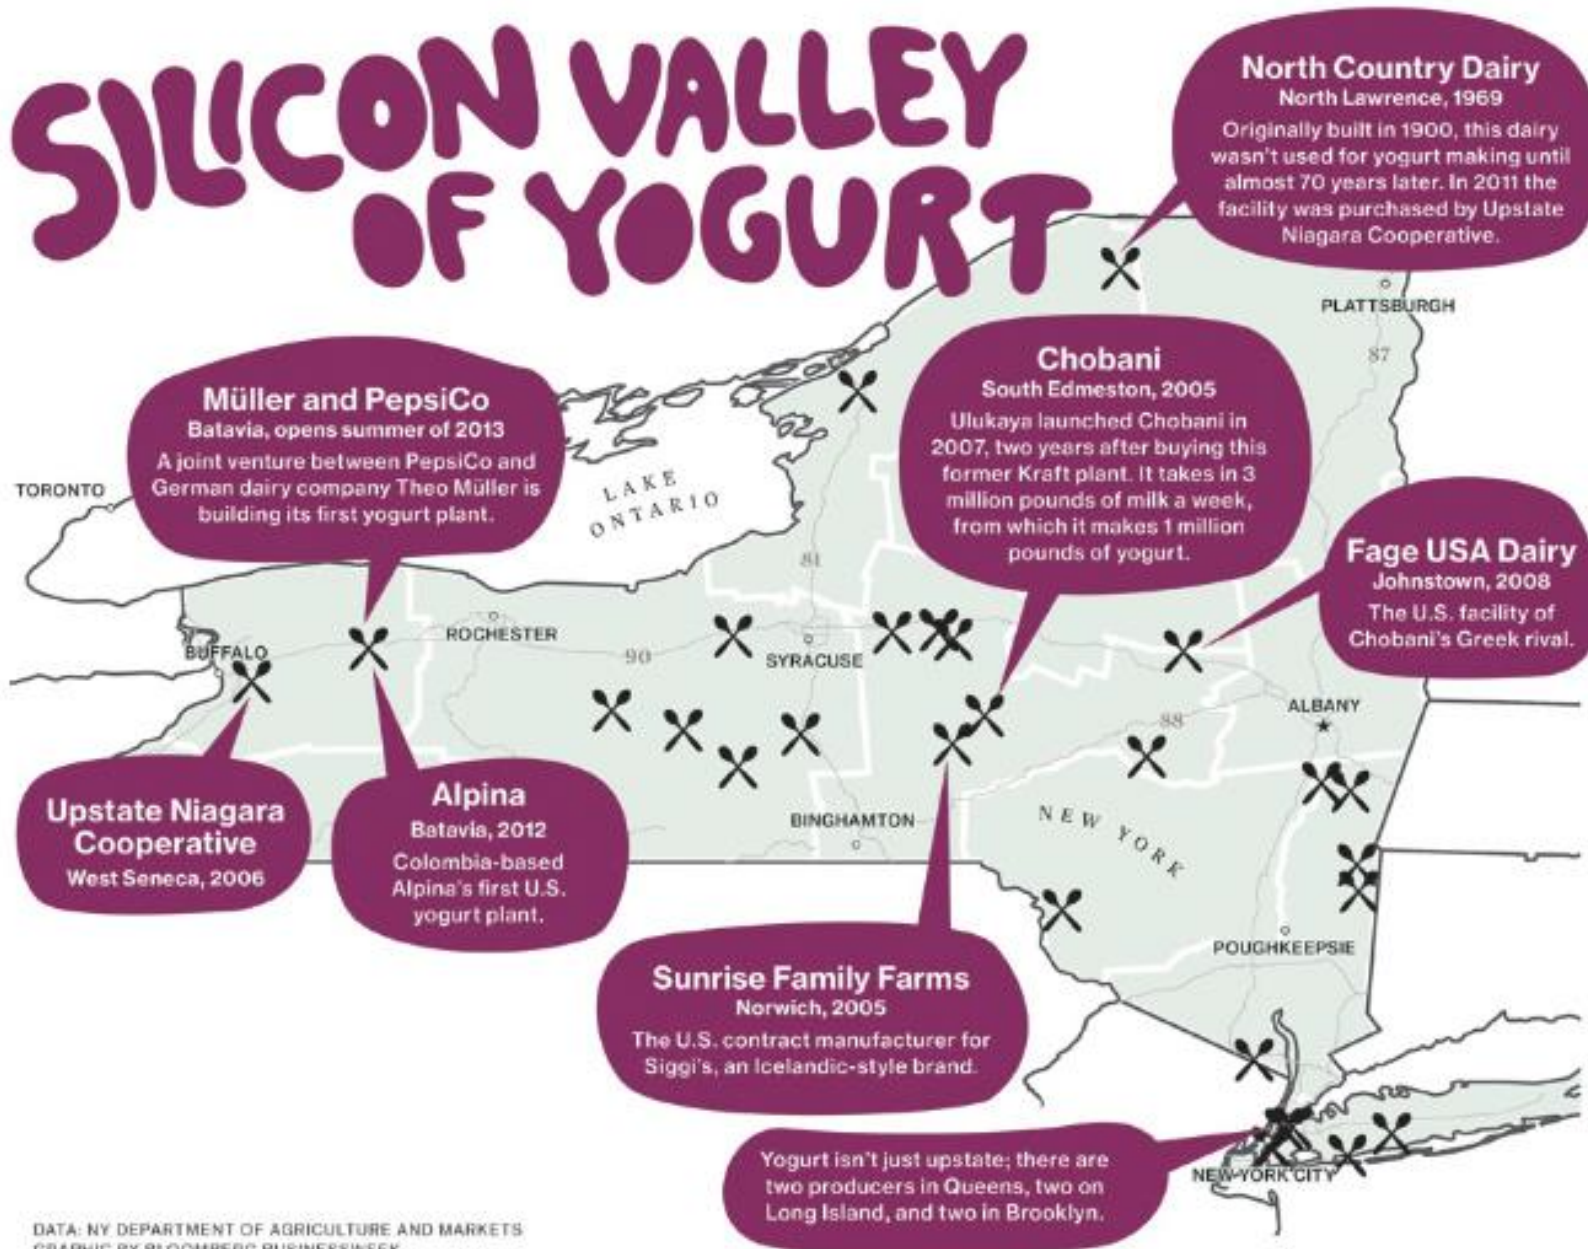 SILICON VALLEY
OF YOGURT
North Country Dairy
North Lawrence, 1969
Originally built in 1900, this dairy
wasn't used for yogurt making until
almost 70 years later. In 2011 the
facility was purchased by Upstate
Niagara Cooperative.
PLATTSBURGH
87
Müller and PepsiCo
Batavia, opens summer of 2013
A joint venture between PepsiCo and
German dairy company Theo Müller is
building its first yogurt plant.
Chobani
South Edmeston, 2005
Ulukaya launched Chobani in
2007, two years after buying this
former Kraft plant. It takes in 3
million pounds of milk a week,
from which it makes 1 million
pounds of yogurt.
TORONTO
LAKE
ONTARIO
81
Fage USA Dairy
Johnstown, 2008
The U.S. facility of
Chobani's Greek rival.
BUFFALO
ROCHESTER
90
SYRACUSE
88
ALBANY
Upstate Niagara
Cooperative
West Seneca, 2006
Alpina
Batavia, 2012
Colombia-based
Alpina's first U.S.
yogurt plant.
BINGHAMTON
NEW YORK
POUGHKEEPSIE
Sunrise Family Farms
Norwich, 2005
The U.S. contract manufacturer for
Siggi's, an Icelandic-style brand.
Yogurt isn't just upstate; there are
two producers in Queens, two on
Long Island, and two in Brooklyn.
NEW YORK CITY
DATA: NY DEPARTMENT OF AGRICULTURE AND MARKETS
GRAPHIC BY BLOOMBERG BUSINESSWEEK